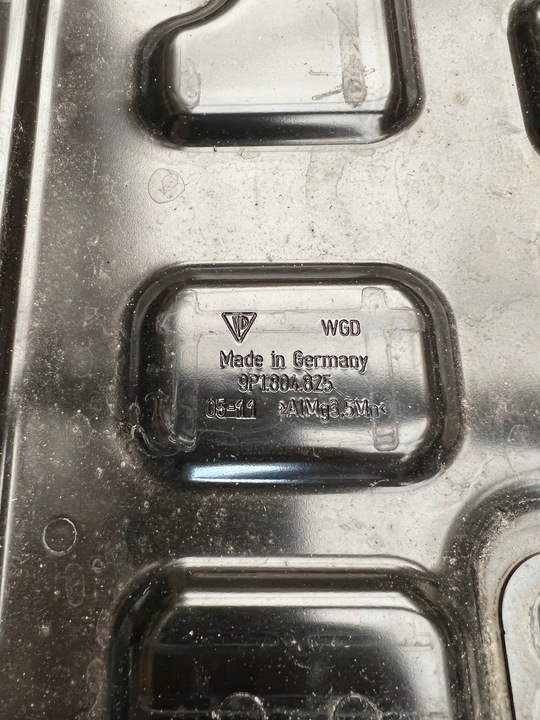 WGD
Made in Germany
9P1.804.825
05-11 >AlMg3,5Mn<